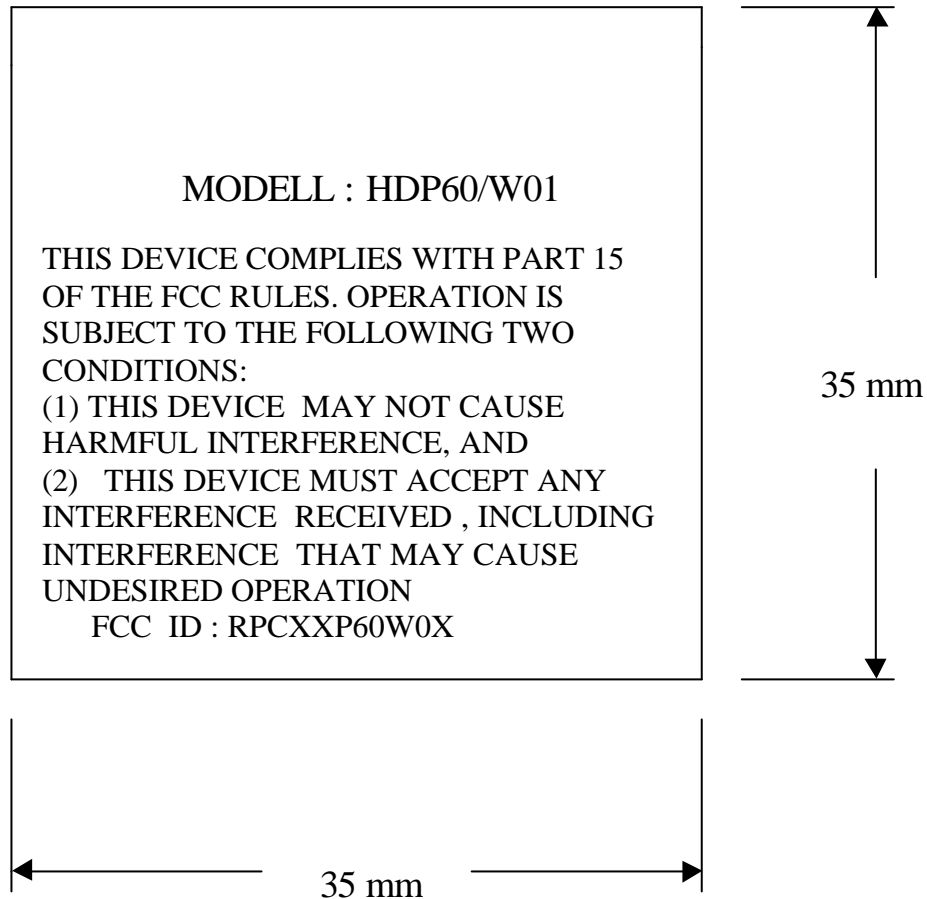 MODELL : HDP60/W01
THIS DEVICE COMPLIES WITH PART 15
OF THE FCC RULES. OPERATION IS
SUBJECT TO THE FOLLOWING TWO
CONDITIONS:
(1) THIS DEVICE  MAY NOT CAUSE
HARMFUL INTERFERENCE, AND
(2)   THIS DEVICE MUST ACCEPT ANY
INTERFERENCE  RECEIVED , INCLUDING
INTERFERENCE  THAT MAY CAUSE
UNDESIRED OPERATION
FCC  ID : RPCXXP60W0X
35 mm
35 mm